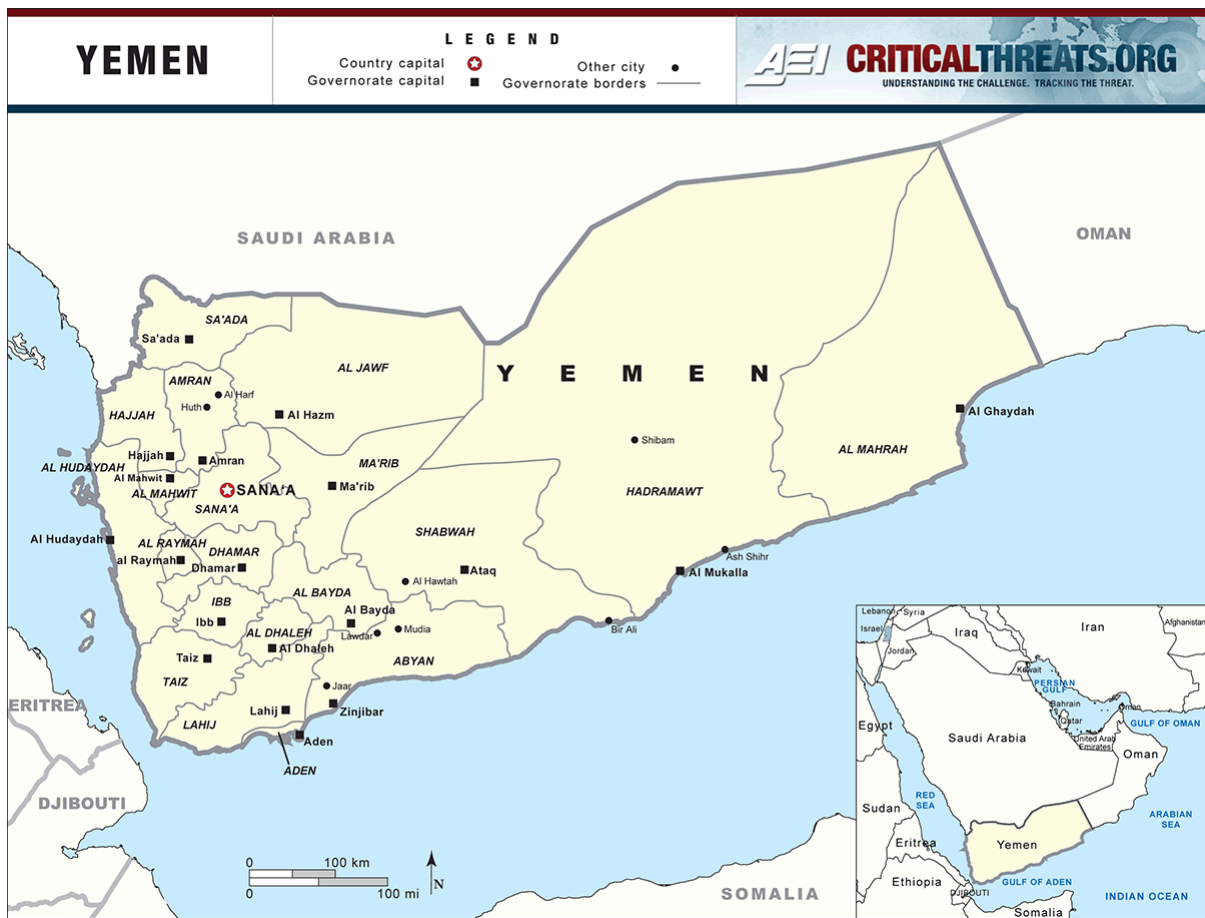 YEMEN
LEGEND
Country capital
Governorate capital
Other city
Governorate borders
AEI CRITICALTHREATS.ORG
UNDERSTANDING THE CHALLENGE. TRACKING THE THREAT.
SAUDI ARABIA
OMAN
SA'ADA
Sa'ada
AL JAWF
YEMEN
AMRAN
Al Harf
Huth
HAJJAH
Al Hazm
Al Ghaydah
Shibam
AL MAHRAH
Hajjah
Amran
MA'RIB
AL HUDAYDAH
Al Mahwit
AL MAHWIT
SANA'A
Ma'rib
HADRAMAWT
SANA'A
SHABWAH
Al Hudaydah
AL RAYMAH
DHAMAR
al Raymah
Dhamar
Ash Shihr
Ataq
Al Mukalla
Al Hawtah
AL BAYDA
IBB
Al Bayda
Ibb
AL DHALEH
Lawdar
Mudia
Bir Ali
Al Dhaleh
Taiz
ABYAN
TAIZ
Jaar
Lahij
Zinjibar
LAHIJ
Aden
ADEN
ERITREA
DJIBOUTI
0 100 km
0 100 mi
N
SOMALIA
Lebanon
Syria
Israel
Iraq
Iran
Afghanistan
Jordan
Kuwait
PERSIAN
GULF
Bahrain
Qatar
Oman
GULF OF OMAN
Egypt
Saudi Arabia
United Arab
Emirates
Oman
RED
SEA
Sudan
ARABIAN
SEA
Eritrea
Yemen
Ethiopia
GULF OF ADEN
DJIBOUTI
INDIAN OCEAN
Somalia